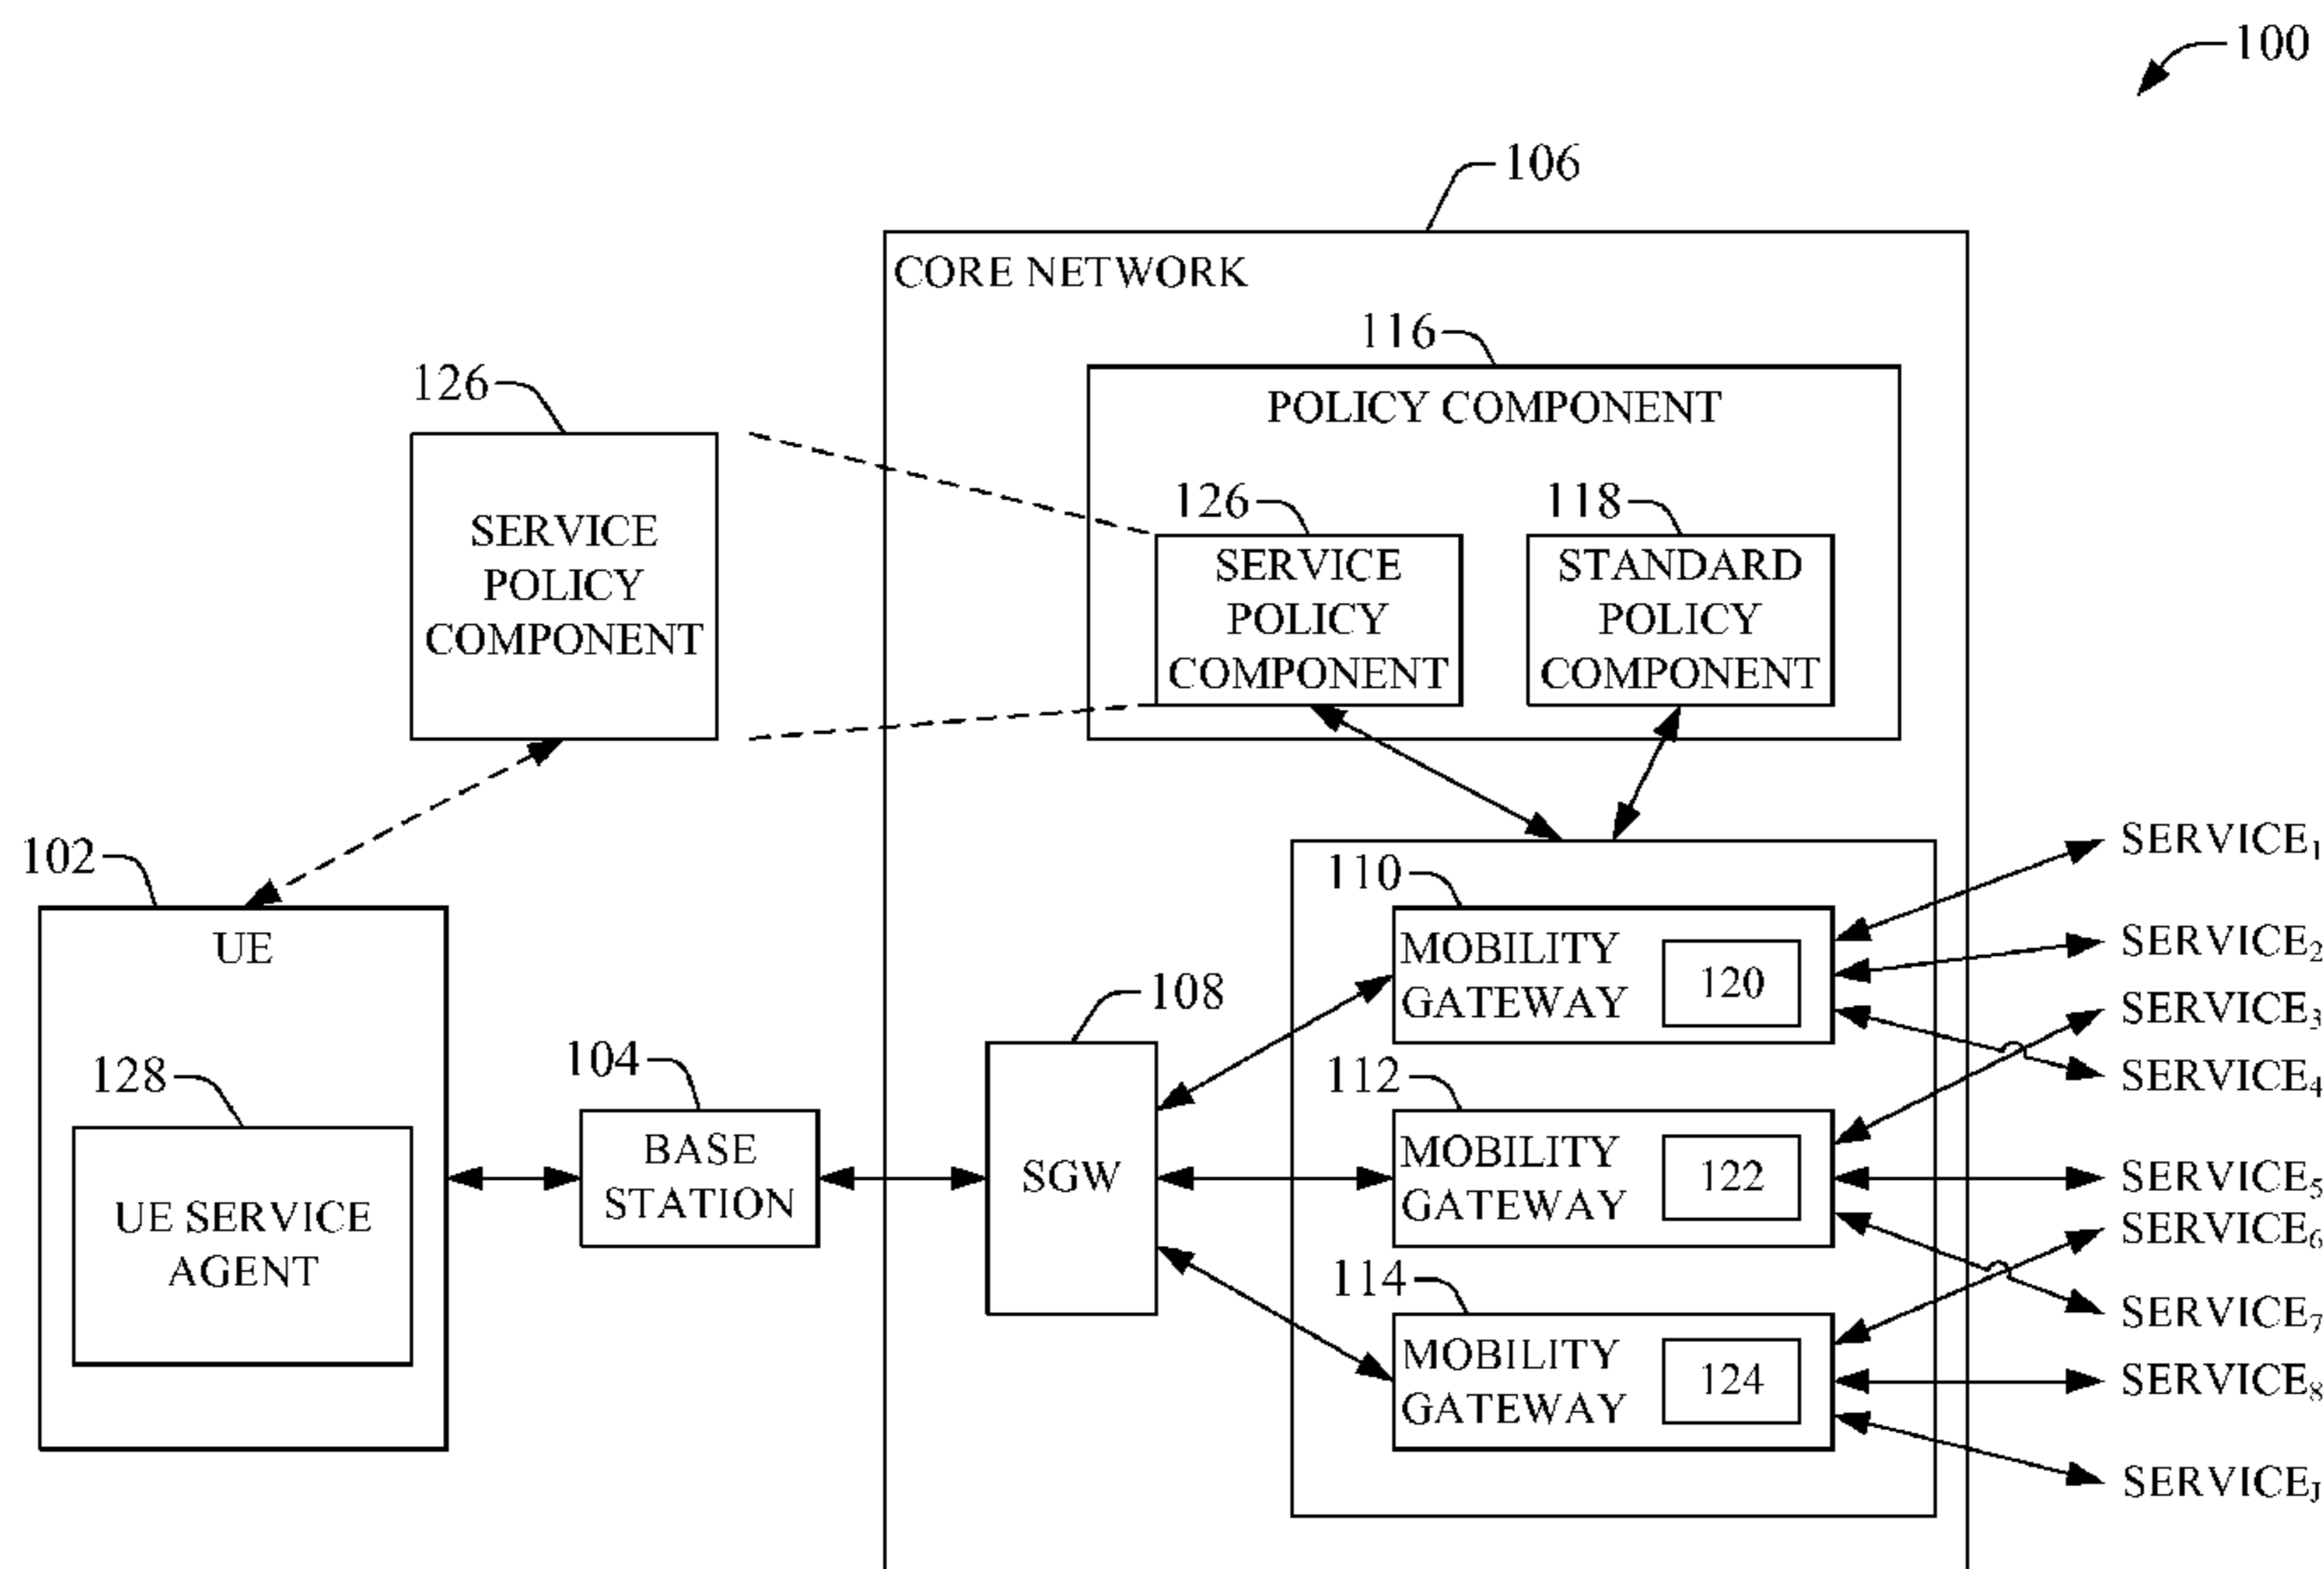 100
106
CORE NETWORK
116
POLICY COMPONENT
126
SERVICE
POLICY
COMPONENT
126
SERVICE
POLICY
COMPONENT
118
STANDARD
POLICY
COMPONENT
102
UE
128
UE SERVICE
AGENT
104
BASE
STATION
108
SGW
110
MOBILITY
GATEWAY
120
112
MOBILITY
GATEWAY
122
114
MOBILITY
GATEWAY
124
SERVICE₁
SERVICE₂
SERVICE₃
SERVICE₄
SERVICE₅
SERVICE₆
SERVICE₇
SERVICE₈
SERVICEJ